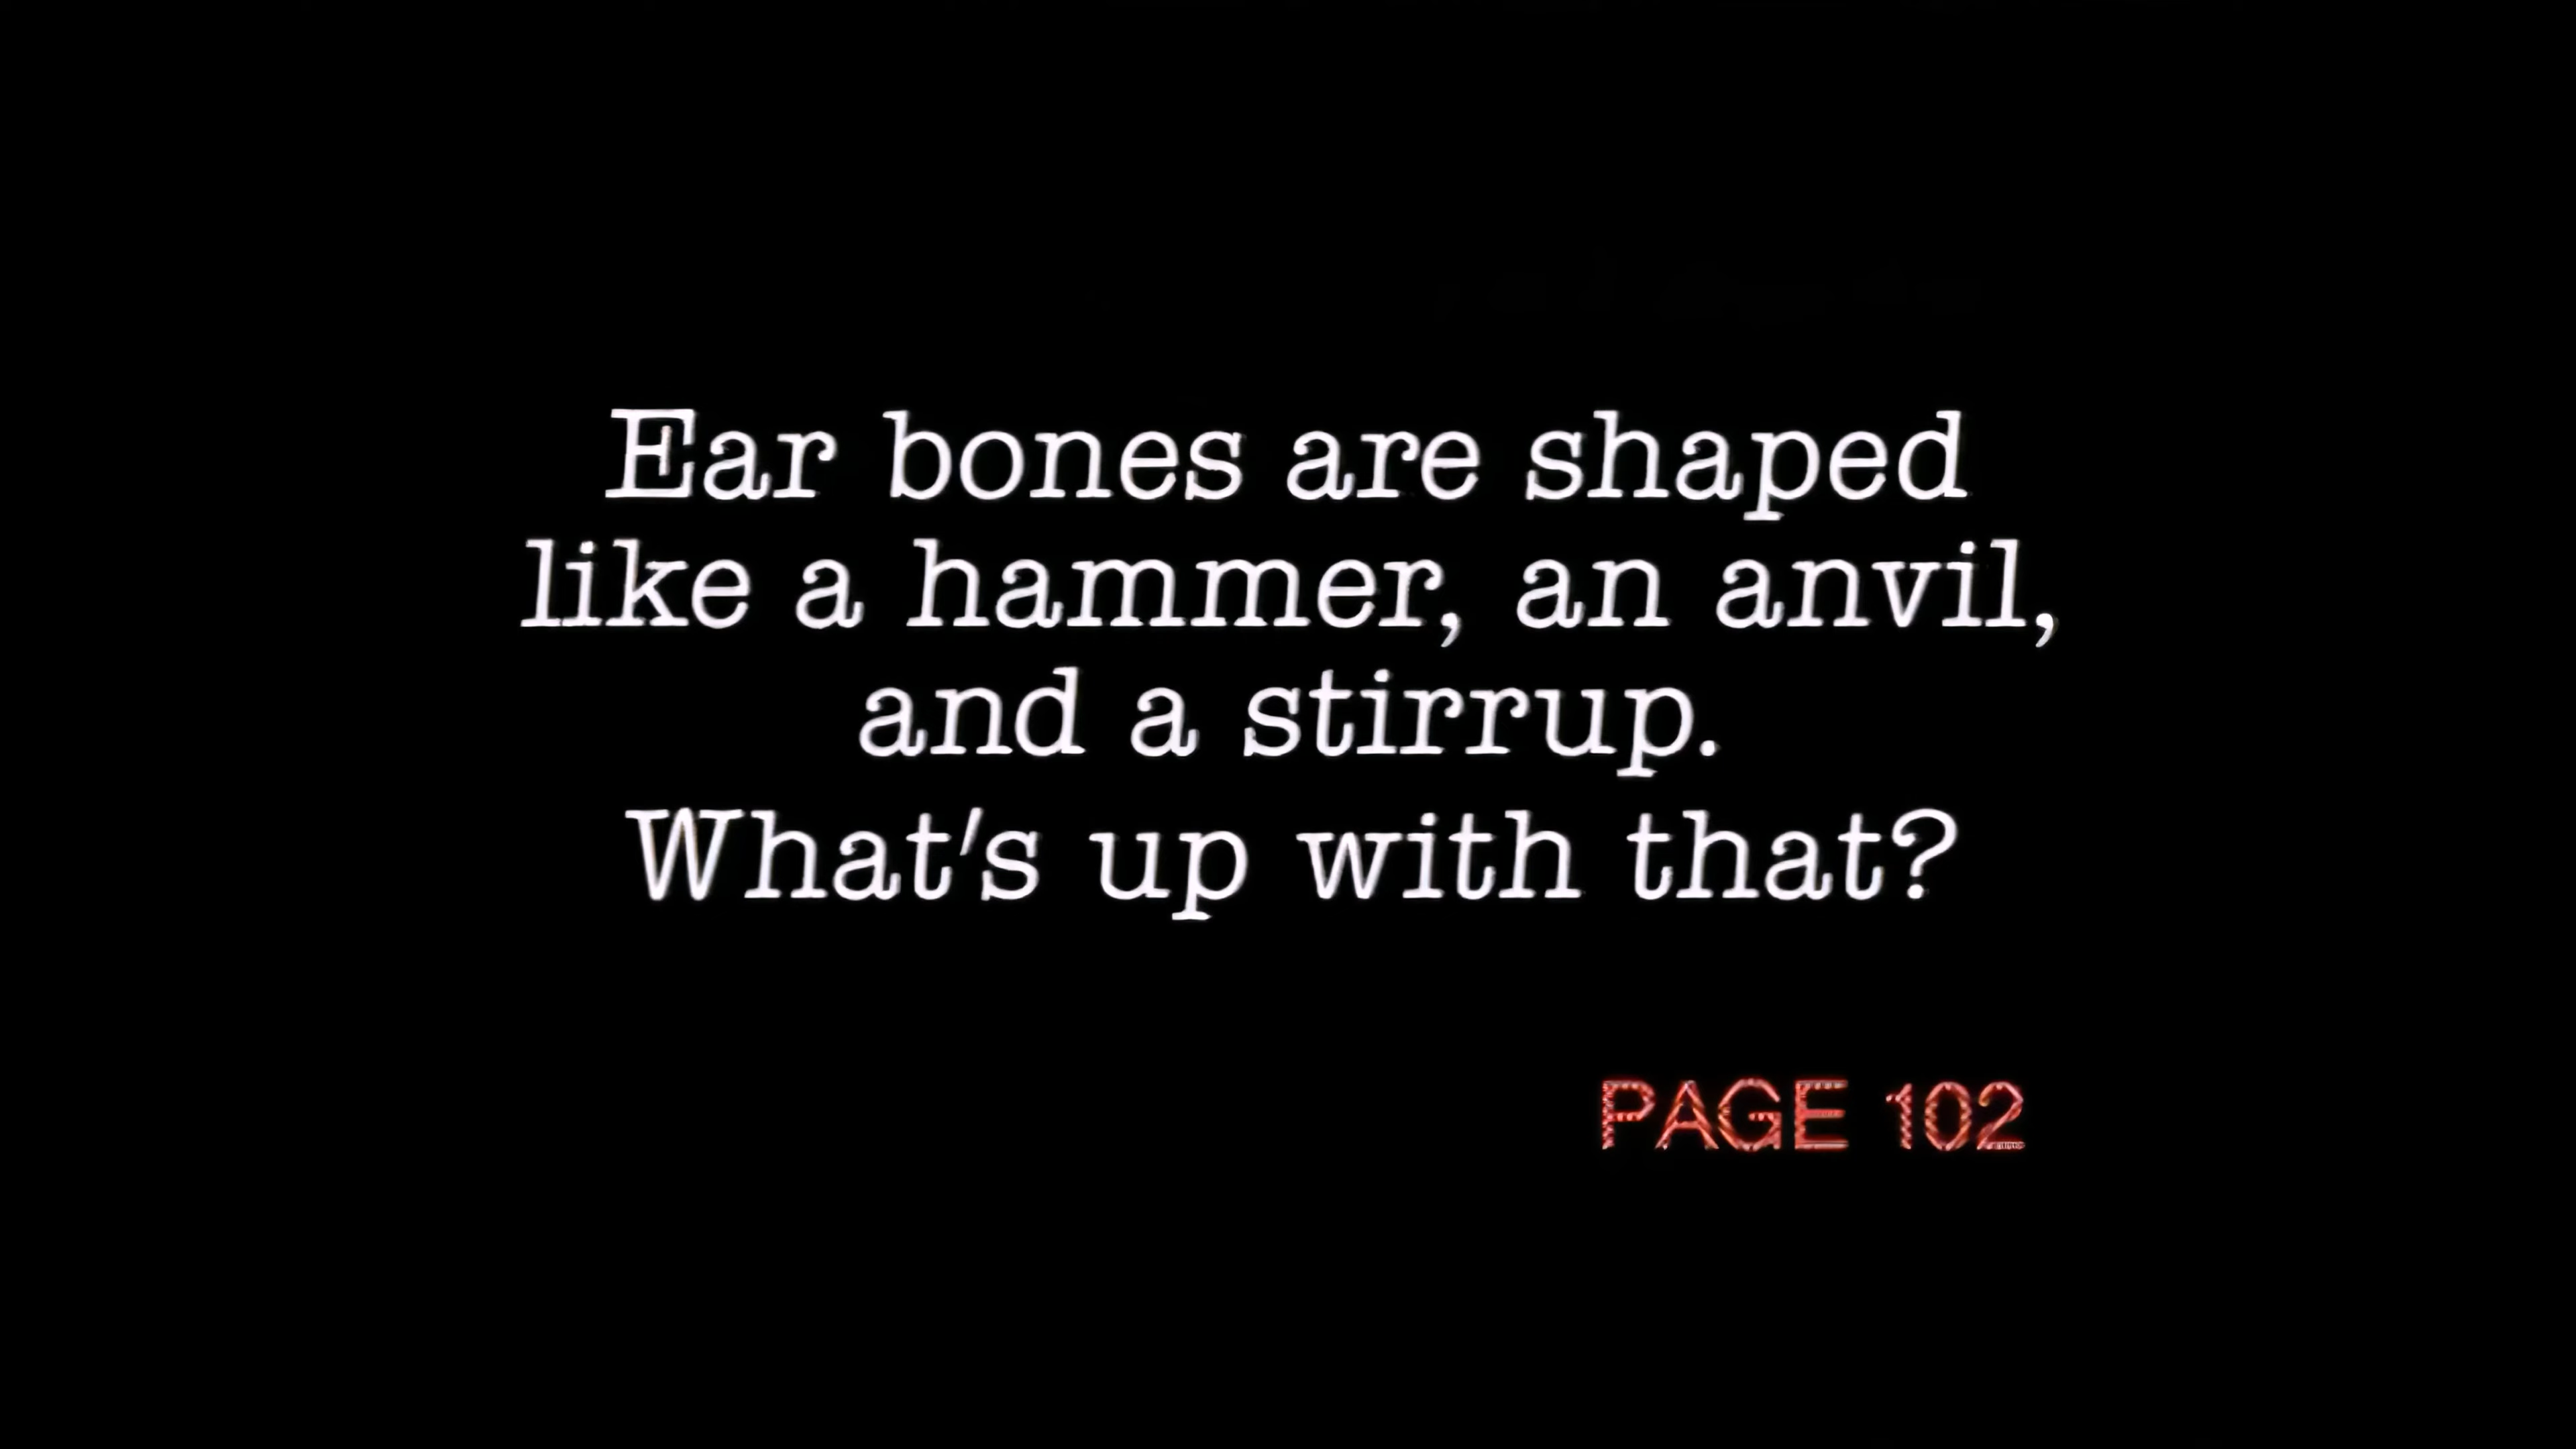 Ear bones are shaped
like a hammer, an anvil,
and a stirrup.
What's up with that?
PAGE 102